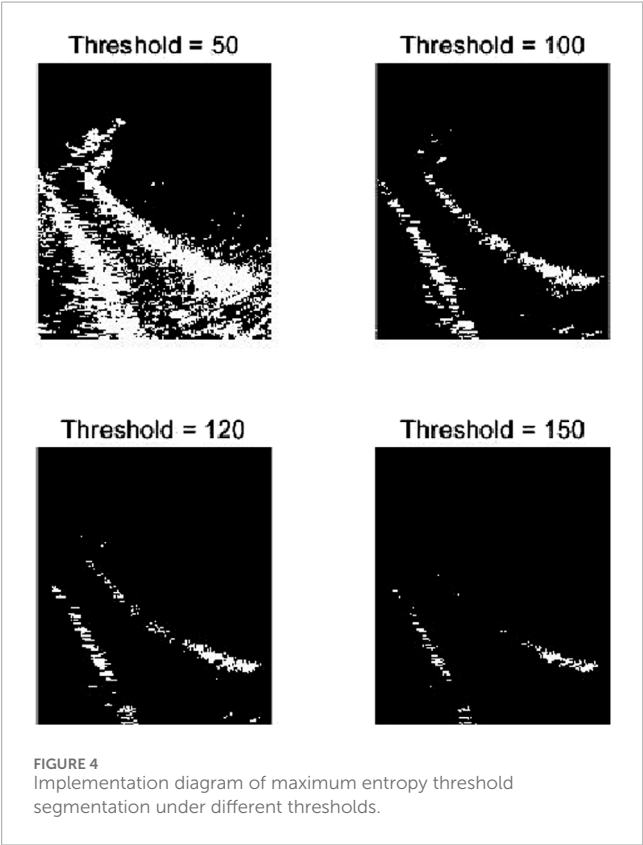 Threshold = 50
Threshold = 100
Threshold = 120
Threshold = 150
FIGURE 4
Implementation diagram of maximum entropy threshold
segmentation under different thresholds.